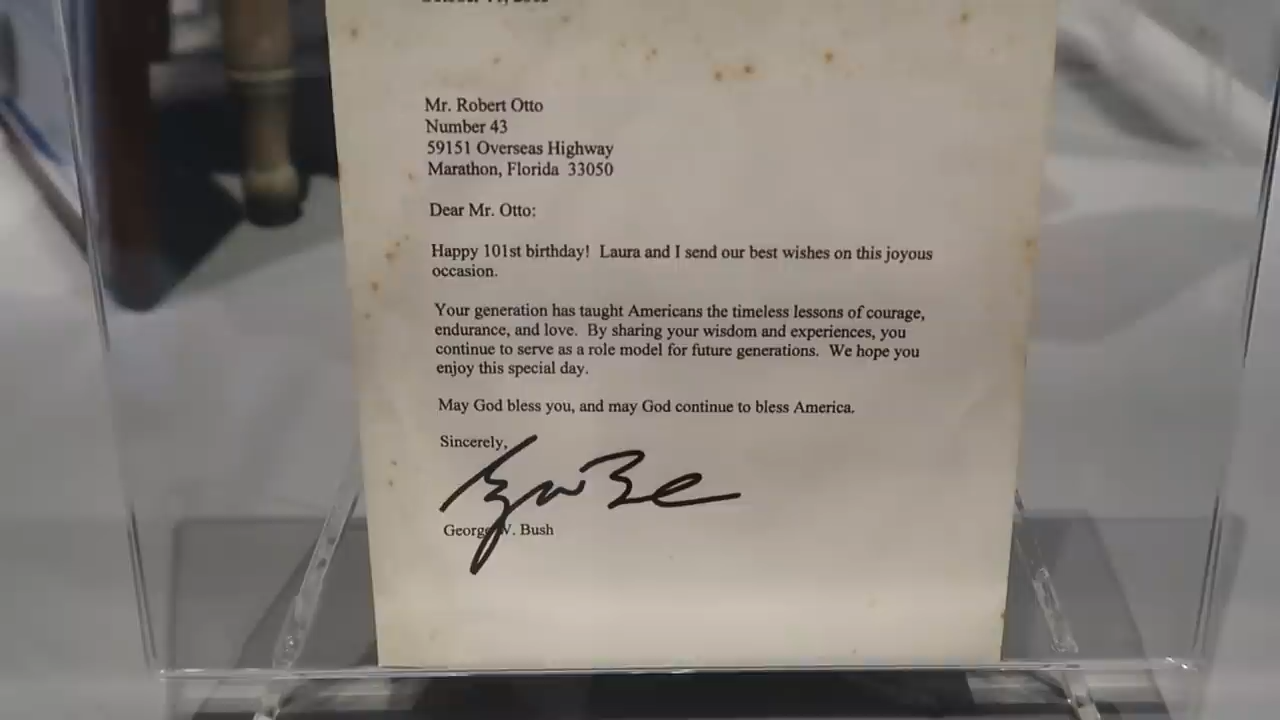 Mr. Robert Otto
Number 43
59151 Overseas Highway
Marathon, Florida  33050
Dear Mr. Otto:
Happy 101st birthday!  Laura and I send our best wishes on this joyous
occasion.
Your generation has taught Americans the timeless lessons of courage,
endurance, and love.  By sharing your wisdom and experiences, you
continue to serve as a role model for future generations.  We hope you
enjoy this special day.
May God bless you, and may God continue to bless America.
Sincerely,
George W. Bush